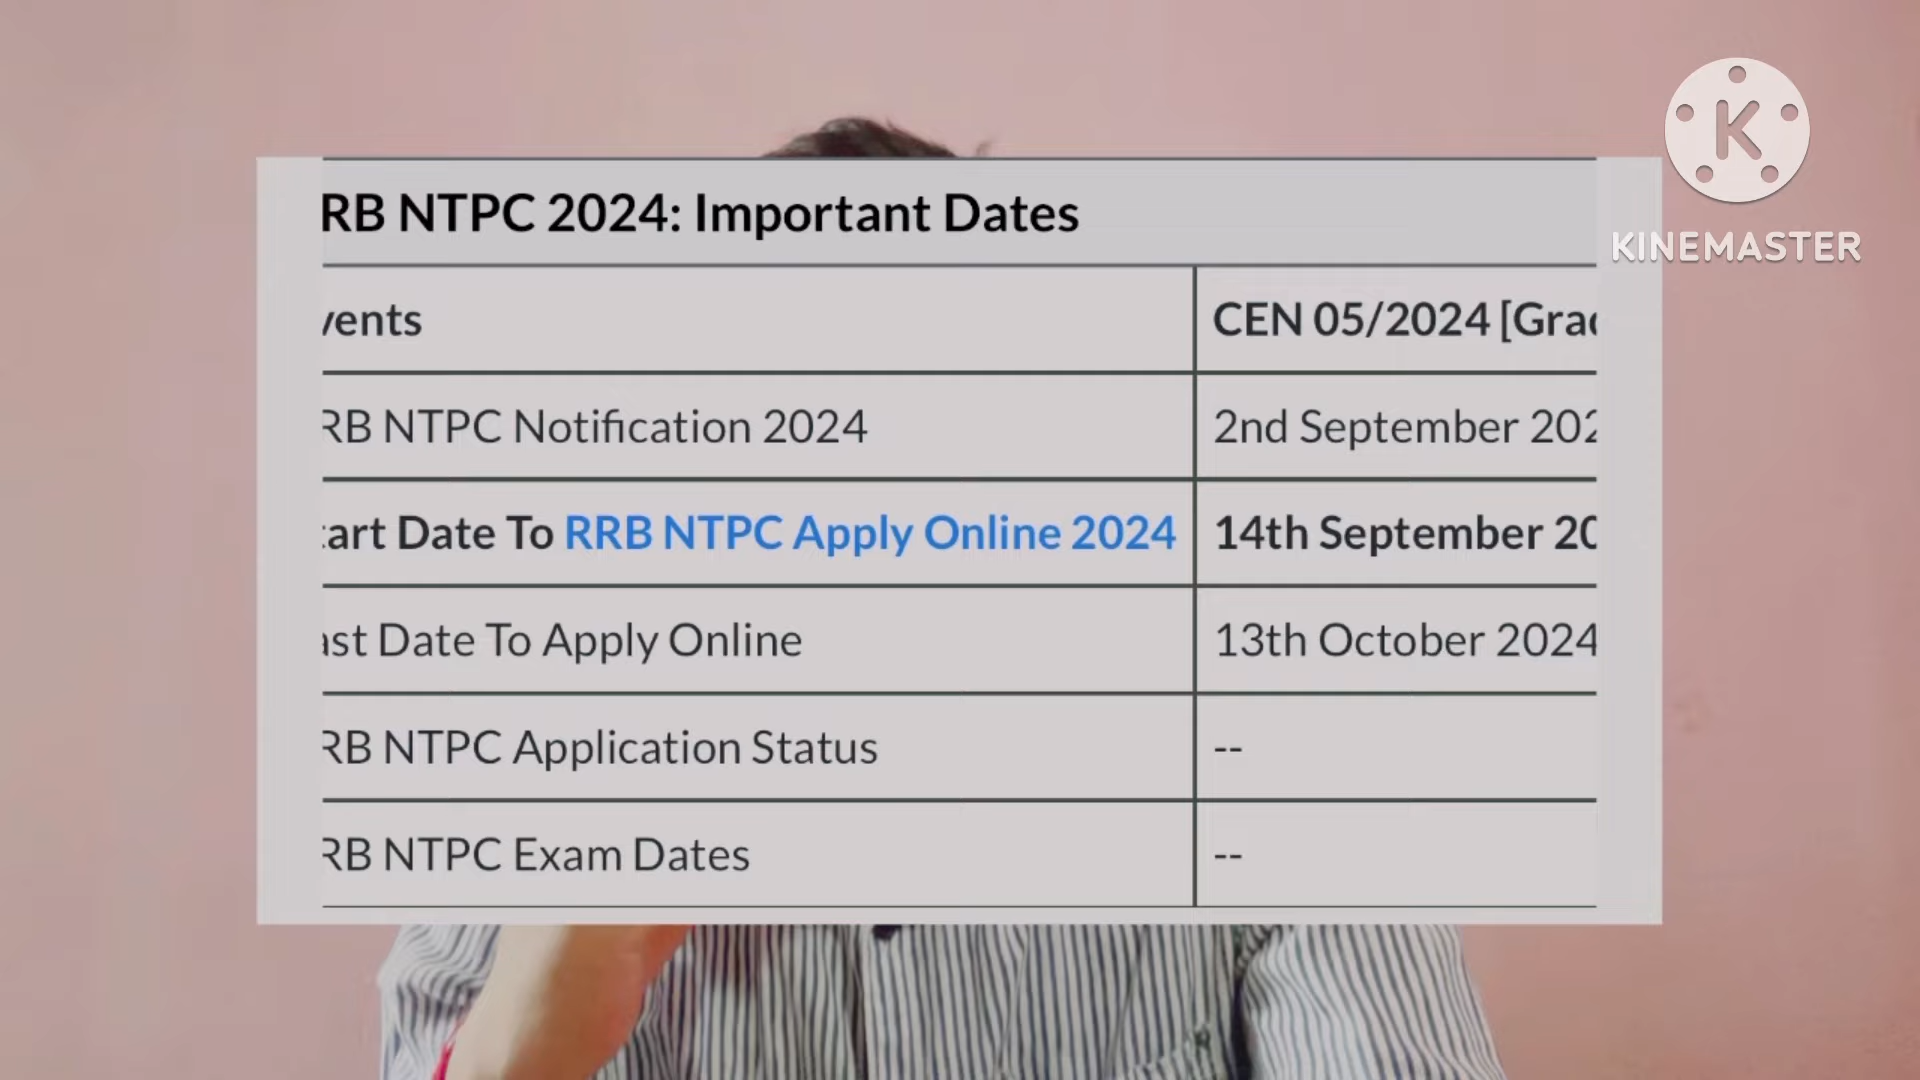 RB NTPC 2024: Important Dates
vents CEN 05/2024 [Grad
RB NTPC Notification 2024 2nd September 202
tart Date To RRB NTPC Apply Online 2024 14th September 20
ast Date To Apply Online 13th October 2024
RB NTPC Application Status --
RB NTPC Exam Dates --
K
KINEMASTER